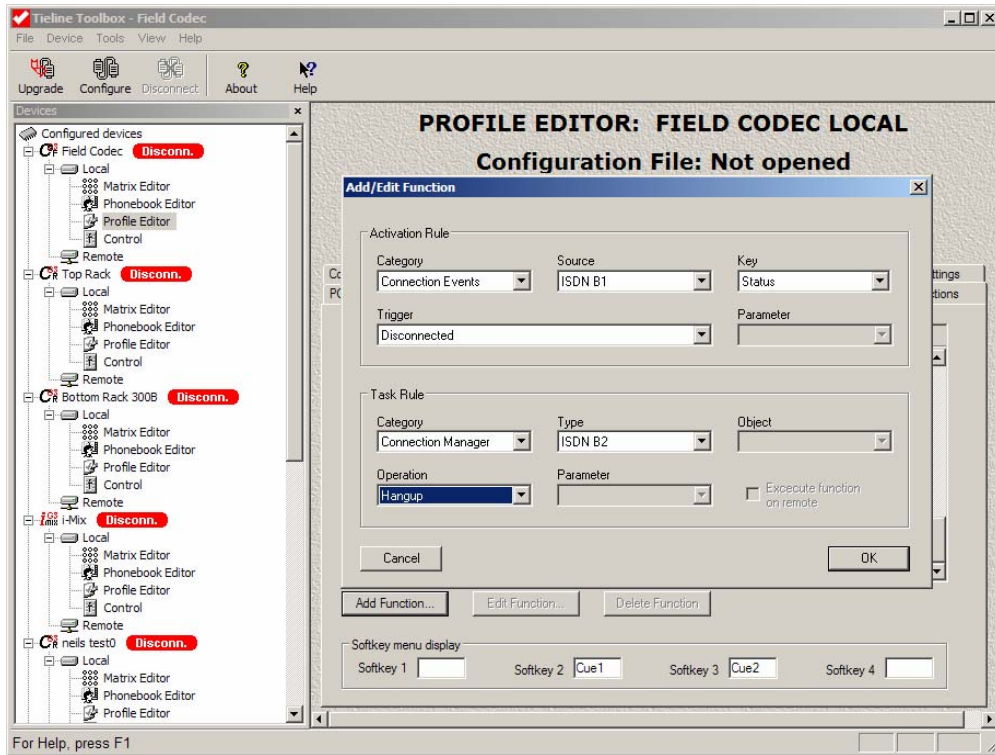 Tieline Toolbox - Field Codec
File Device Tools View Help
Upgrade Configure Disconnect About Help
Devices
Configured devices
Field Codec Disconn.
Local
Matrix Editor
Phonebook Editor
Profile Editor
Control
Remote
Top Rack Disconn.
Local
Matrix Editor
Phonebook Editor
Profile Editor
Control
Remote
Bottom Rack 300B Disconn.
Local
Matrix Editor
Phonebook Editor
Profile Editor
Control
Remote
i-Mix Disconn.
Local
Matrix Editor
Phonebook Editor
Profile Editor
Control
Remote
neils test0 Disconn.
Local
Matrix Editor
Phonebook Editor
Profile Editor
PROFILE EDITOR: FIELD CODEC LOCAL
Configuration File: Not opened
Add/Edit Function
Activation Rule
Category Source Key
Connection Events ISDN B1 Status
Trigger Parameter
Disconnected
Task Rule
Category Type Object
Connection Manager ISDN B2
Operation Parameter
Hangup
Excecute function
on remote
Cancel OK
Add Function... Edit Function... Delete Function
Softkey menu display
Softkey 1 Softkey 2 Cue1 Softkey 3 Cue2 Softkey 4
For Help, press F1